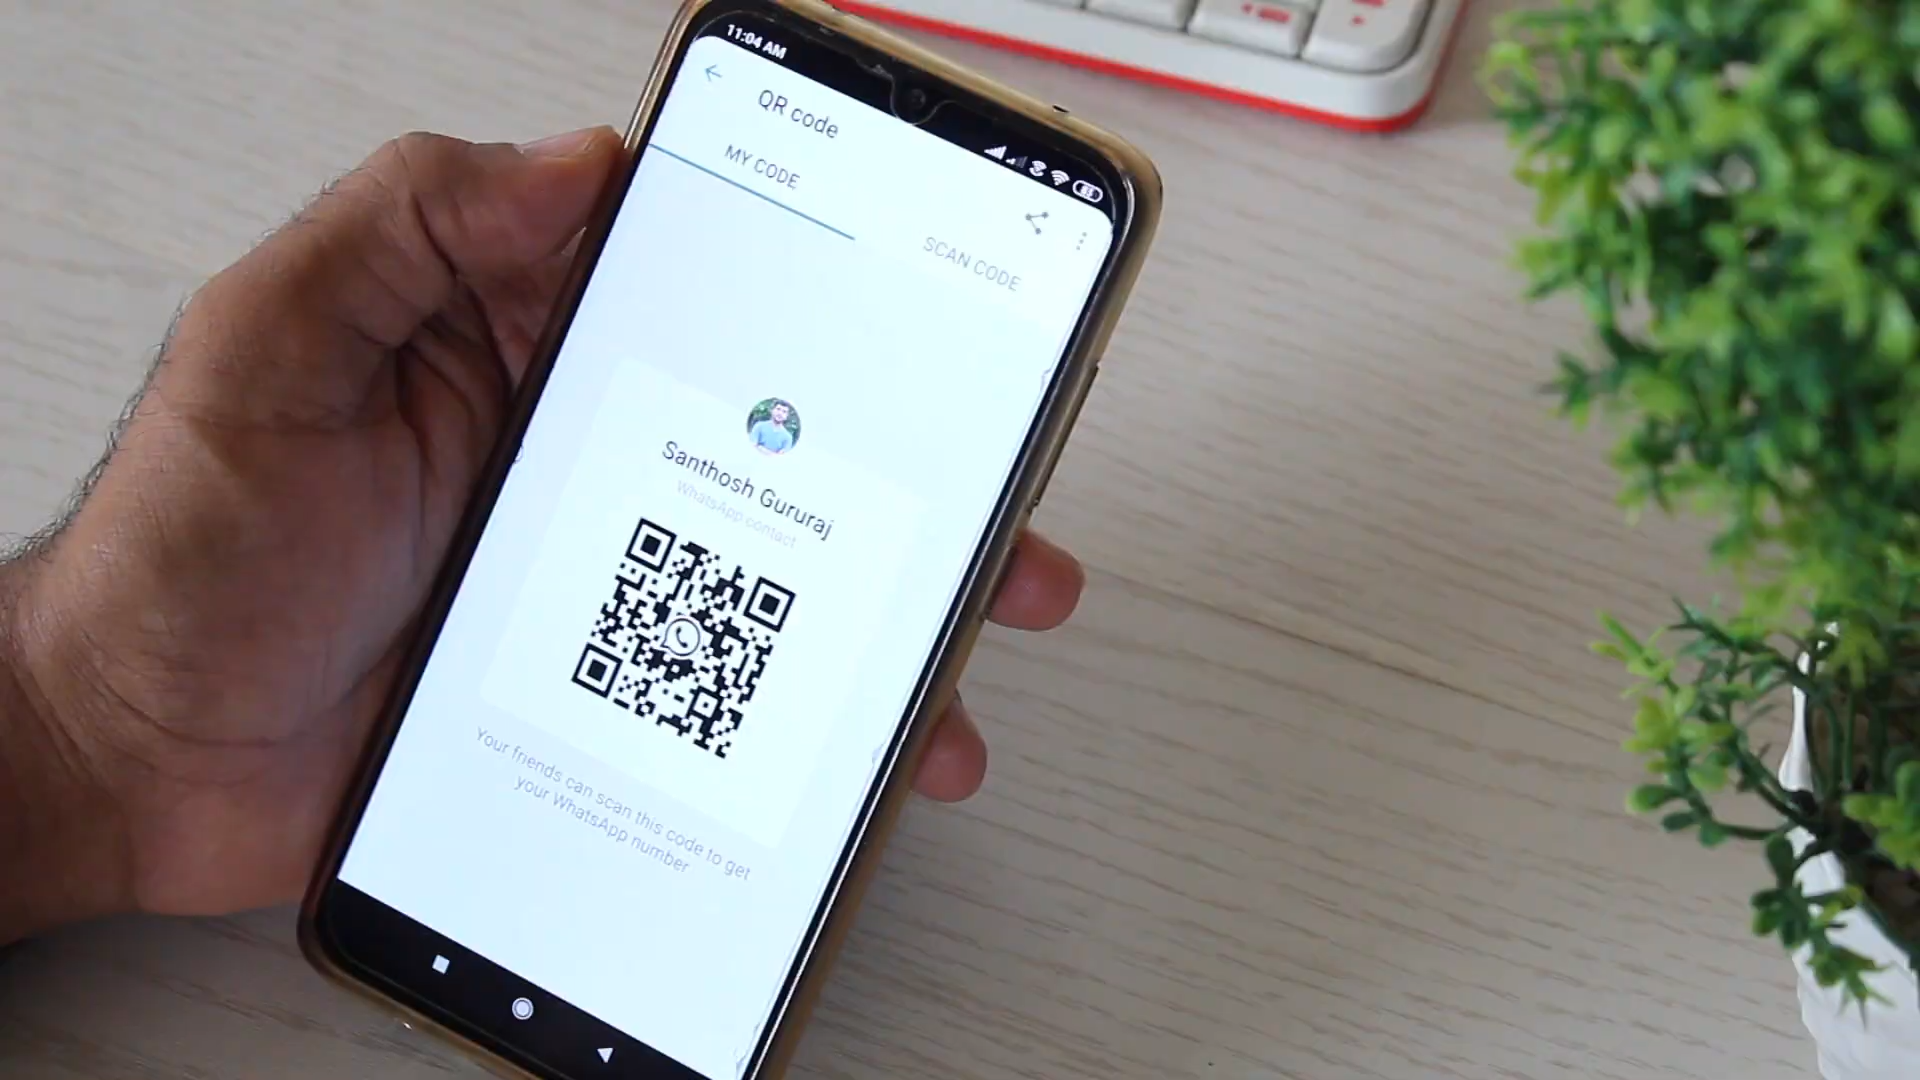 11:04 AM
83
QR code
MY CODE
SCAN CODE
Santhosh Gururaj
WhatsApp contact
Your friends can scan this code to get
your WhatsApp number